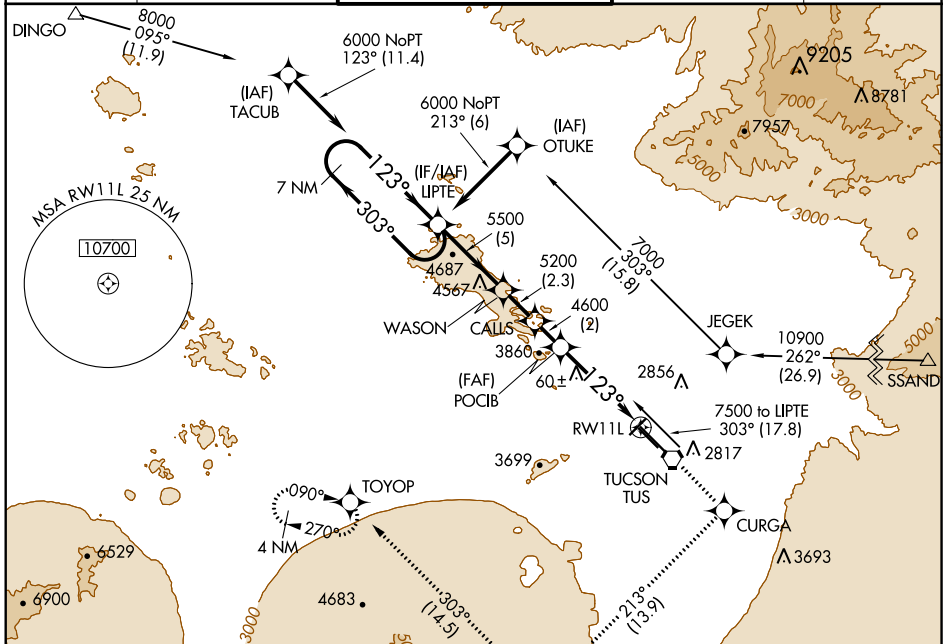 DINGO
8000
095°
(11.9)
(IAF)
TACUB
6000 NoPT
123° (11.4)
6000 NoPT
213° (6)
(IAF)
OTUKE
9205
8781
7000
7957
5000
3000
7 NM
123°
303°
(IF/IAF)
LIPTE
MSA RW11L 25 NM
10700
5500
(5)
4687
4567
5200
(2.3)
WASON
CALLS
4600
(2)
7000
303°
(15.8)
JEGEK
10900
262°
(26.9)
5000
3000
SSAND
3860
(FAF)
POCIB
60±
123°
2856
7500 to LIPTE
303° (17.8)
RW11L
2817
TUCSON
TUS
3699
TOYOP
090°
270°
4 NM
CURGA
3693
6529
6900
3000
4683
303°
(14.5)
213°
(13.9)